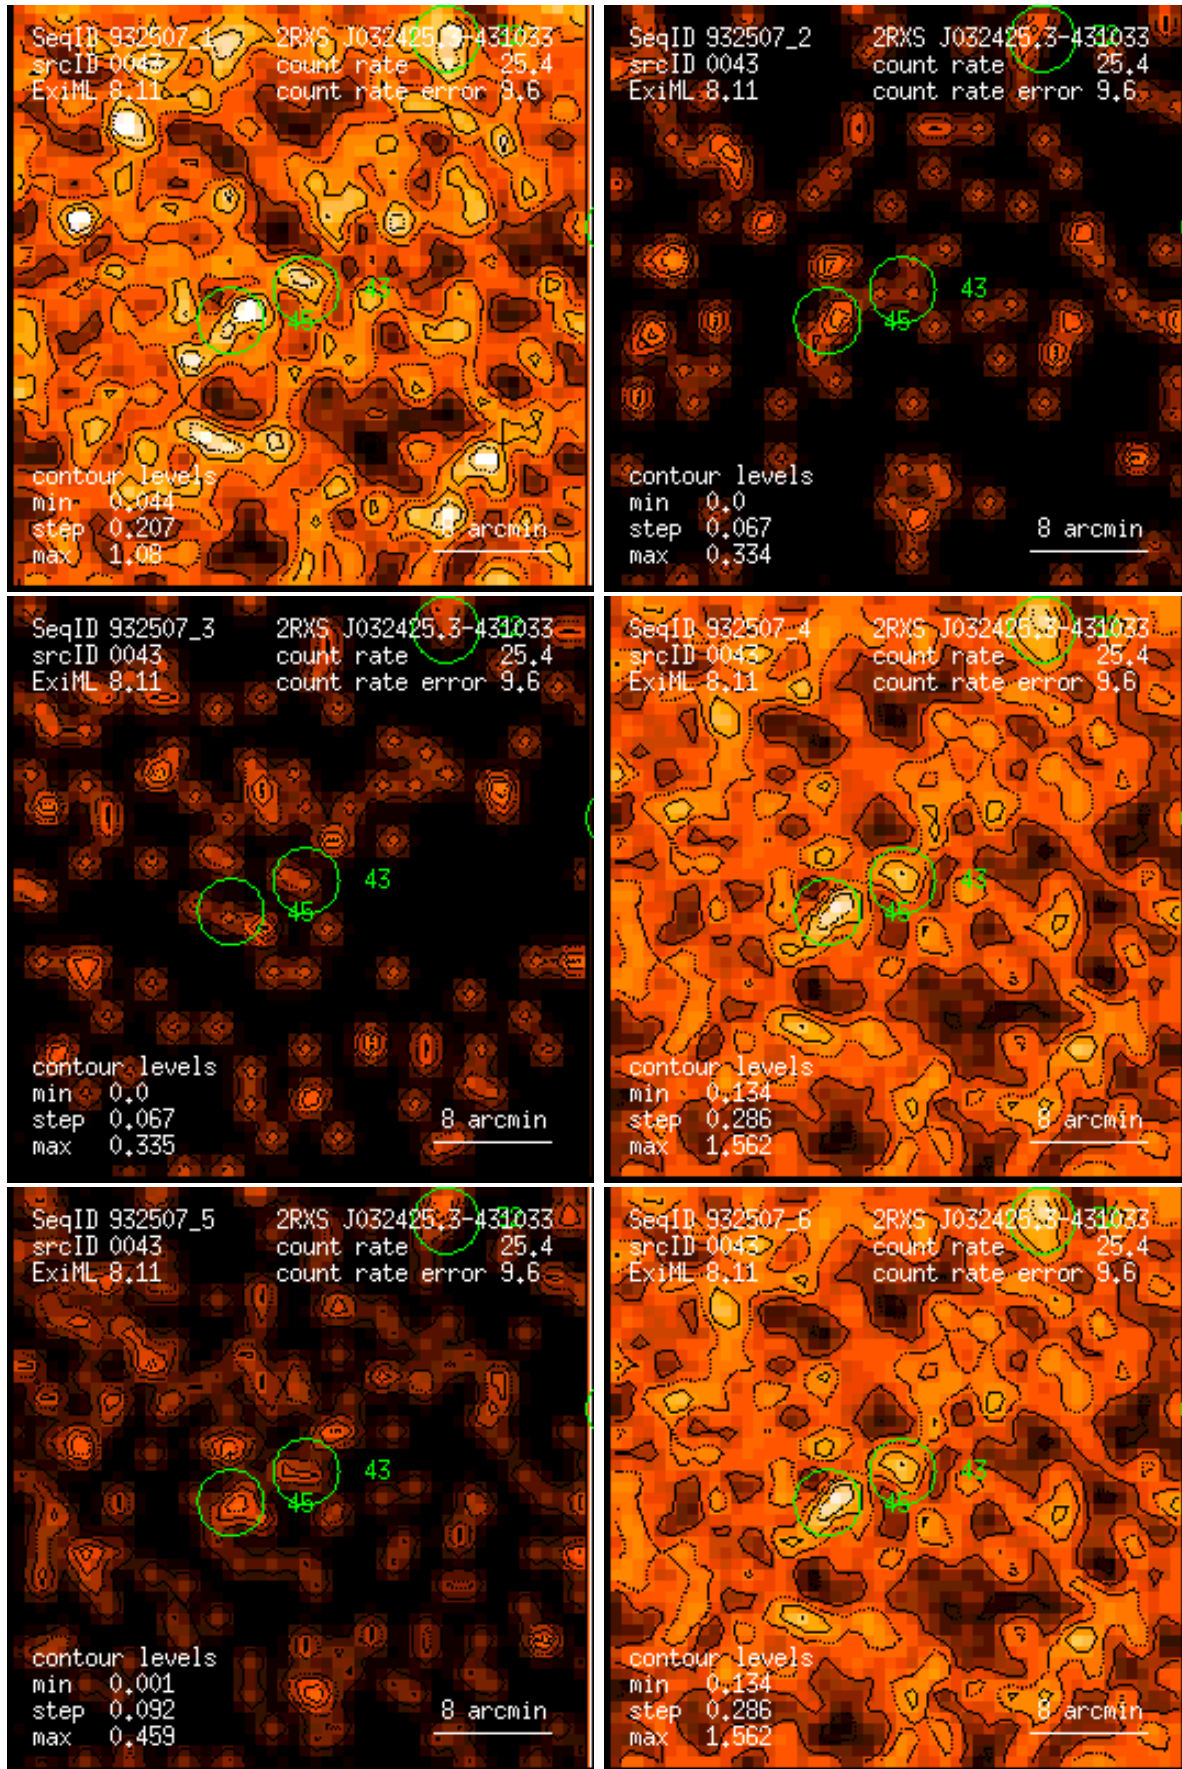 SeqID 932507_1 2RXS J032425.3-431033
srcID 0043 count rate 25.4
ExiML 8.11 count rate error 9.6
43
45
contour levels
min 0.044
step 0.207 8 arcmin
max 1.08
SeqID 932507_2 2RXS J032425.3-431033
srcID 0043 count rate 25.4
ExiML 8.11 count rate error 9.6
43
45
contour levels
min 0.0
step 0.067 8 arcmin
max 0.334
SeqID 932507_3 2RXS J032425.3-431033
srcID 0043 count rate 25.4
ExiML 8.11 count rate error 9.6
43
45
contour levels
min 0.0
step 0.067 8 arcmin
max 0.335
SeqID 932507_4 2RXS J032425.3-431033
srcID 0043 count rate 25.4
ExiML 8.11 count rate error 9.6
43
45
contour levels
min 0.134
step 0.286 8 arcmin
max 1.562
SeqID 932507_5 2RXS J032425.3-431033
srcID 0043 count rate 25.4
ExiML 8.11 count rate error 9.6
43
45
contour levels
min 0.001
step 0.092 8 arcmin
max 0.459
SeqID 932507_6 2RXS J032425.3-431033
srcID 0043 count rate 25.4
ExiML 8.11 count rate error 9.6
43
45
contour levels
min 0.134
step 0.286 8 arcmin
max 1.562